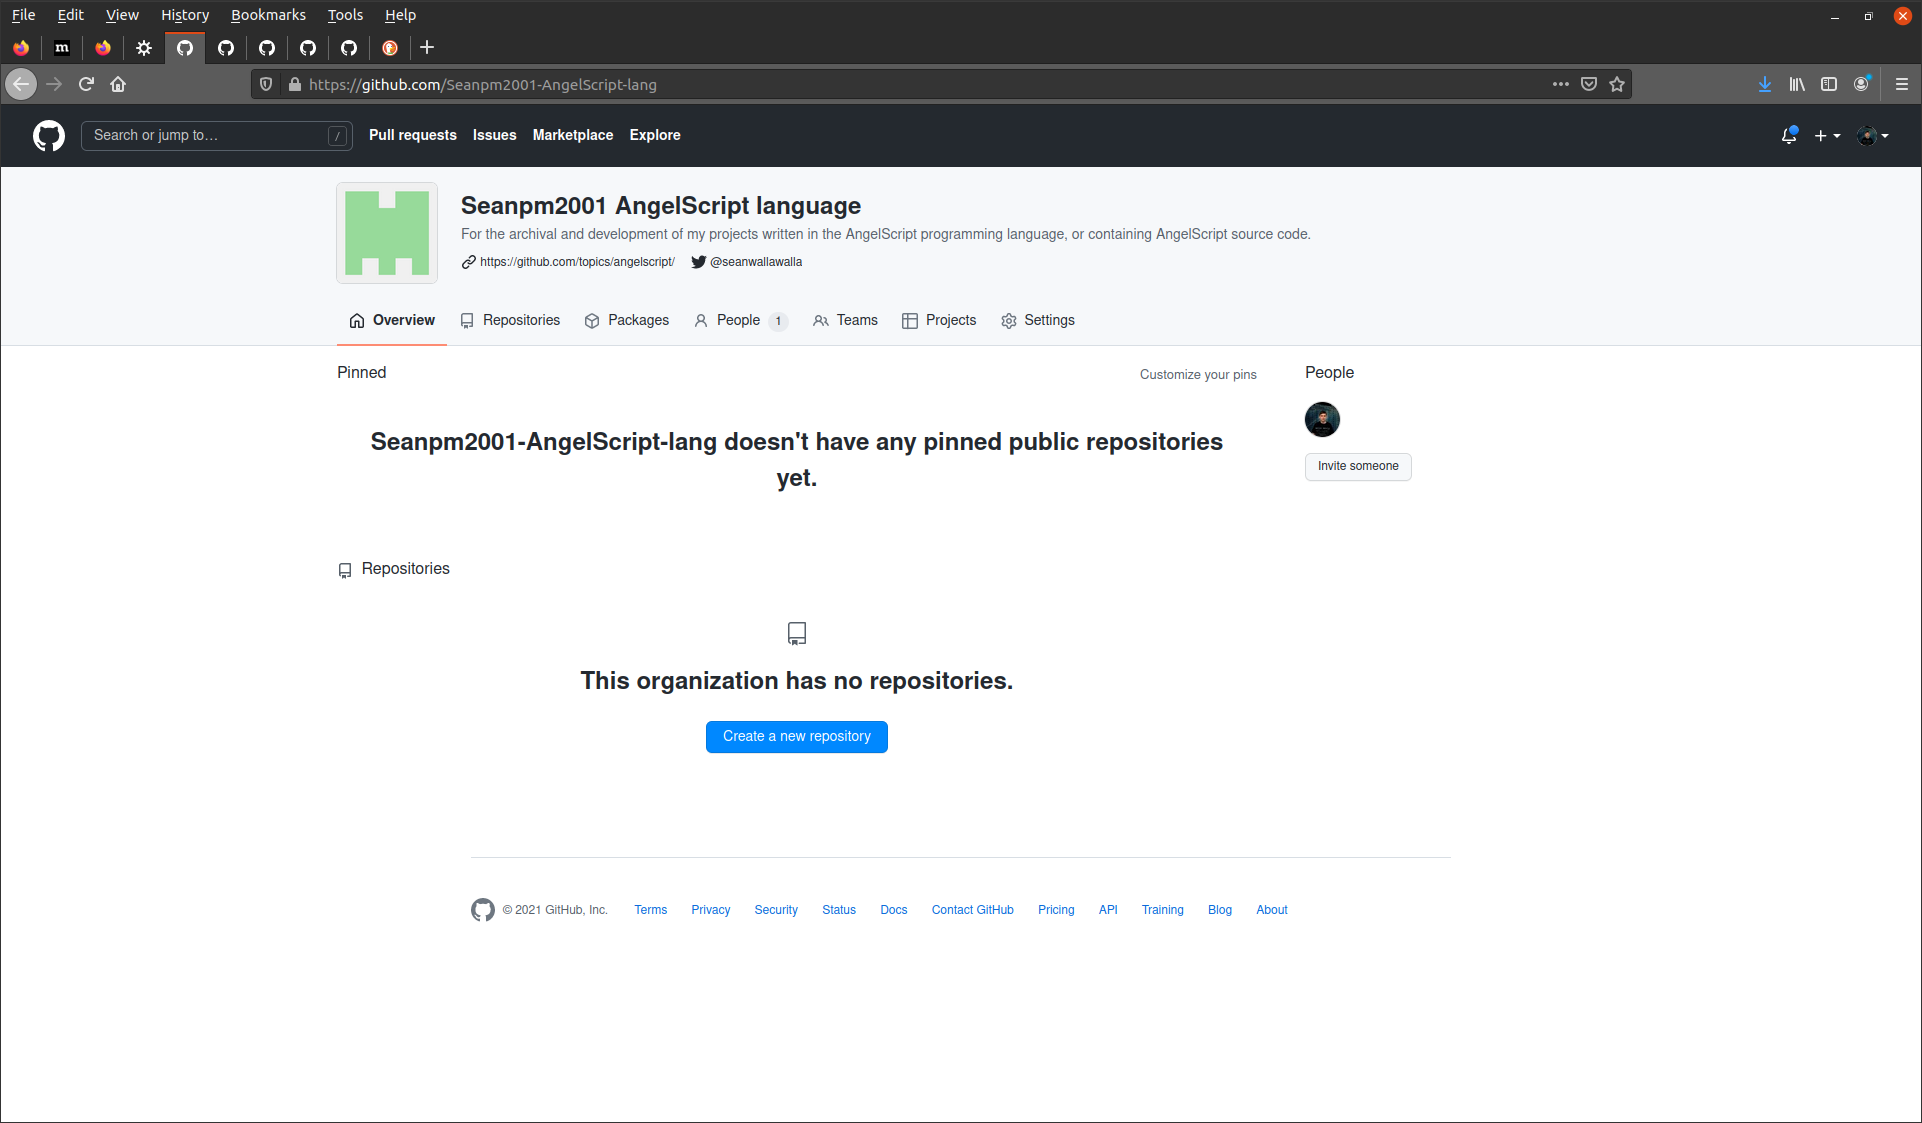 File Edit View History Bookmarks Tools Help
m
https://github.com/Seanpm2001-AngelScript-lang
Search or jump to… / Pull requests Issues Marketplace Explore
Seanpm2001 AngelScript language
For the archival and development of my projects written in the AngelScript programming language, or containing AngelScript source code.
https://github.com/topics/angelscript/ @seanwallawalla
Overview Repositories Packages People 1 Teams Projects Settings
Pinned Customize your pins People
Seanpm2001-AngelScript-lang doesn't have any pinned public repositories
yet.
Invite someone
Repositories
This organization has no repositories.
Create a new repository
© 2021 GitHub, Inc. Terms Privacy Security Status Docs Contact GitHub Pricing API Training Blog About